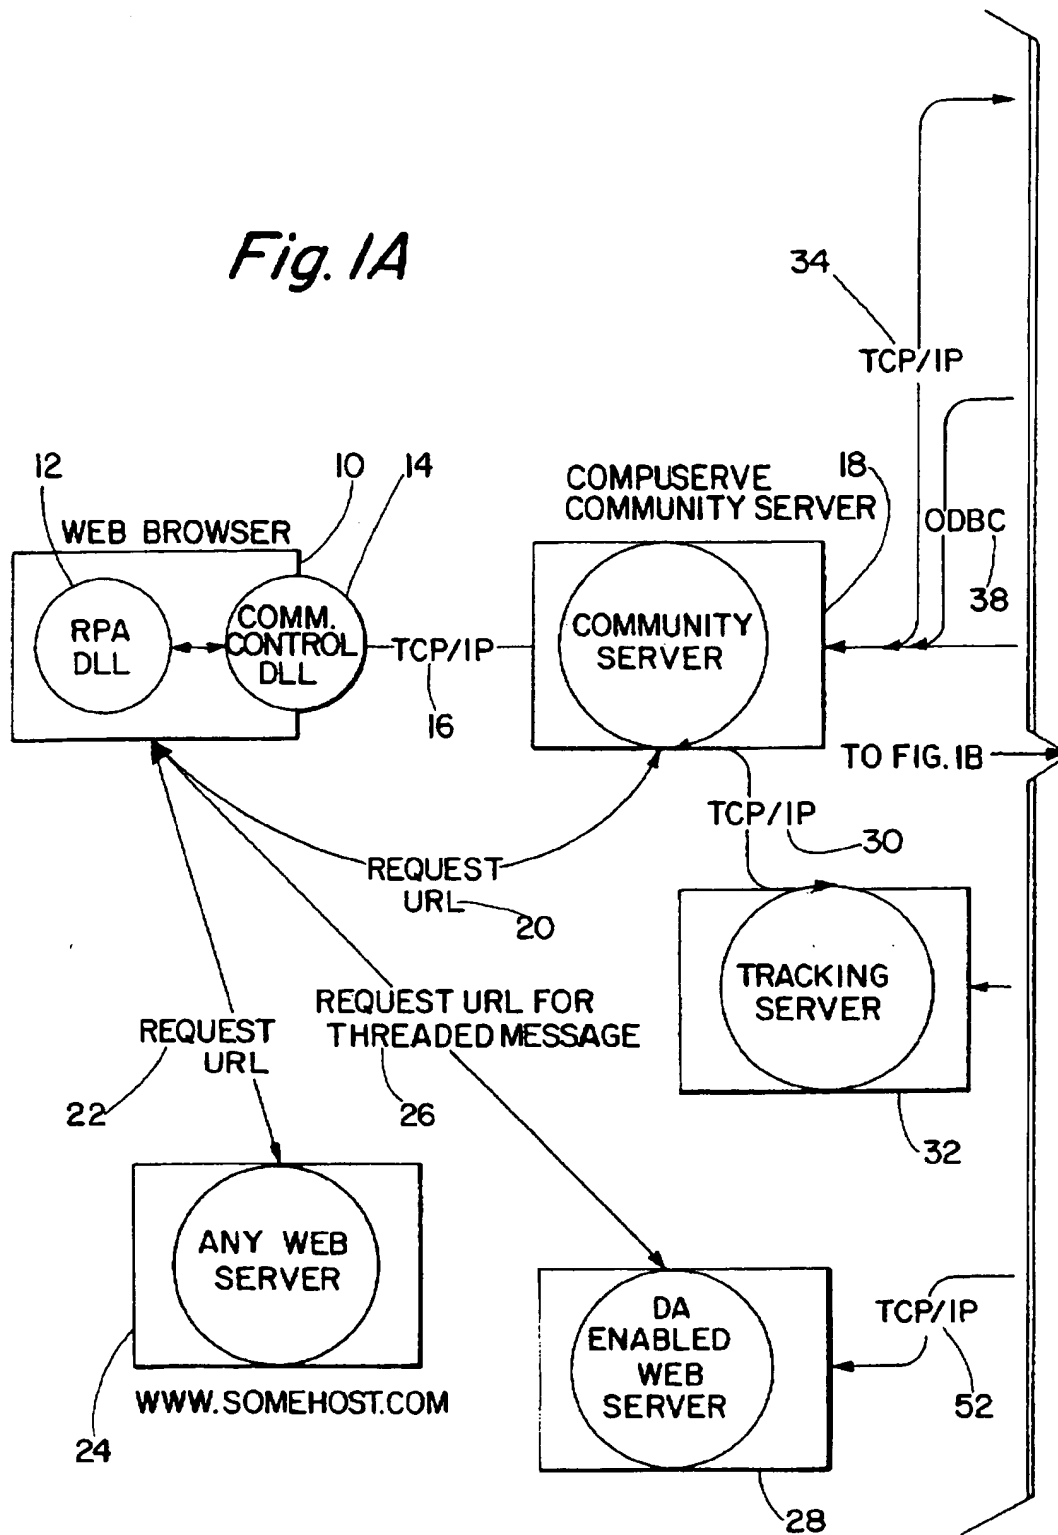 Fig. 1A
34
TCP/IP
12
10
14
COMPUSERVE
COMMUNITY SERVER
18
WEB BROWSER
ODBC
38
RPA
DLL
COMM.
CONTROL
DLL
TCP/IP
16
COMMUNITY
SERVER
TO FIG. 1B
TCP/IP
30
REQUEST
URL
20
TRACKING
SERVER
32
REQUEST URL FOR
THREADED MESSAGE
26
REQUEST
URL
22
ANY WEB
SERVER
WWW.SOMEHOST.COM
24
DA
ENABLED
WEB
SERVER
28
TCP/IP
52